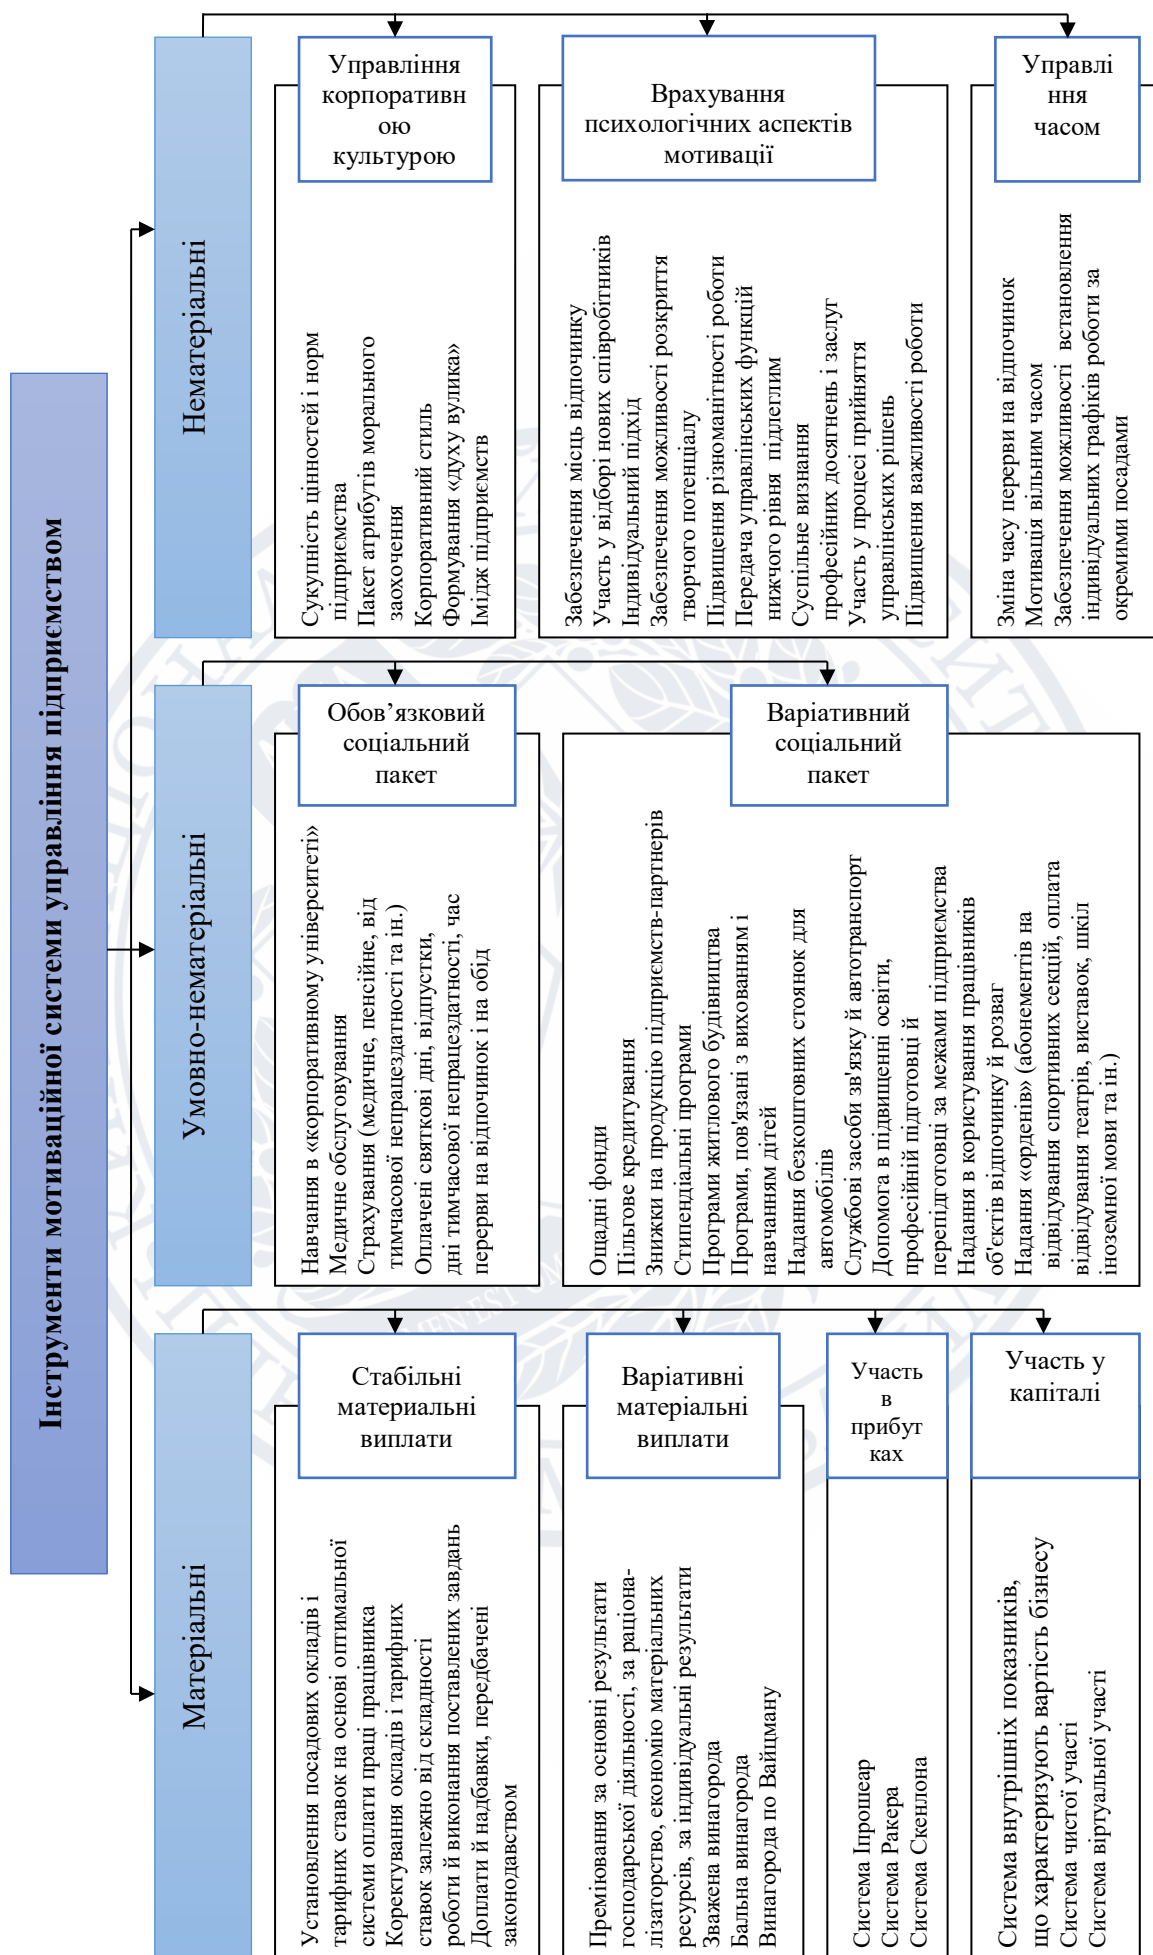 Інструменти мотиваційної системи управління підприємством
Матеріальні
Стабільні
материальні
виплати
Установлення посадових окладів і
тарифних ставок на основі оптимальної
системи оплати праці працівника
Коректування окладів і тарифних
ставок залежно від складності
роботи й виконання поставлених завдань
Доплати й надбавки, передбачені
законодавством
Варіативні
матеріальні
виплати
Преміювання за основні результати
господарської діяльності, за раціона-
лізаторство, економію матеріальних
ресурсів, за індивідуальні результати
Зважена винагорода
Бальна винагорода
Винагорода по Вайцману
Участь
в
прибут
ках
Система Іпрошеар
Система Ракера
Система Скенлона
Участь у
капіталі
Система внутрішніх показників,
що характеризують вартість бізнесу
Система чистої участі
Система віртуальної участі
Умовно-нематеріальні
Обов’язковий
соціальний
пакет
Навчання в «корпоративному університеті»
Медичне обслуговування
Страхування (медичне, пенсійне, від
тимчасової непрацездатності та ін.)
Оплачені святкові дні, відпустки,
дні тимчасової непрацездатності, час
перерви на відпочинок і на обід
Варіативний
соціальний
пакет
Ощадні фонди
Пільгове кредитування
Знижки на продукцію підприємств-партнерів
Стипендіальні програми
Програми житлового будівництва
Програми, пов'язані з вихованням і
навчанням дітей
Надання безкоштовних стоянок для
автомобілів
Службові засоби зв'язку й автотранспорт
Допомога в підвищенні освіти,
професійній підготовці й
перепідготовці за межами підприємства
Надання в користування працівників
об'єктів відпочинку й розваг
Надання «орденів» (абонементів на
відвідування спортивних секцій, оплата
відвідування театрів, виставок, шкіл
іноземної мови та ін.)
Нематеріальні
Управління
корпоративн
ою
культурою
Сукупність цінностей і норм
підприємства
Пакет атрибутів морального
заохочення
Корпоративний стиль
Формування «духу вулика»
Імідж підприємств
Врахування
психологічних аспектів
мотивації
Забезпечення місць відпочинку
Участь у відборі нових співробітників
Індивідуальний підхід
Забезпечення можливості розкриття
творчого потенціалу
Підвищення різноманітності роботи
Передача управлінських функцій
нижчого рівня підлеглим
Суспільне визнання
професійних досягнень і заслуг
Участь у процесі прийняття
управлінських рішень
Підвищення важливості роботи
Управлі
ння
часом
Зміна часу перерви на відпочинок
Мотивація вільним часом
Забезпечення можливості встановлення
індивідуальних графіків роботи за
окремими посадами